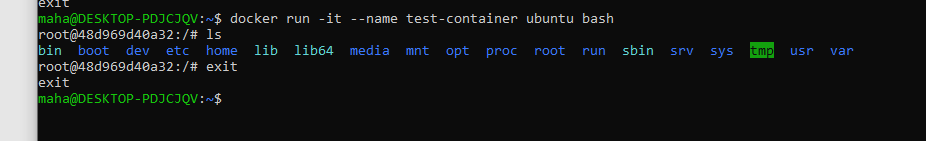 exit
maha@DESKTOP-PDJCJQV:~$ docker run -it --name test-container ubuntu bash
root@48d969d40a32:/# ls
bin boot dev etc home lib lib64 media mnt opt proc root run sbin srv sys tmp usr var
root@48d969d40a32:/# exit
exit
maha@DESKTOP-PDJCJQV:~$